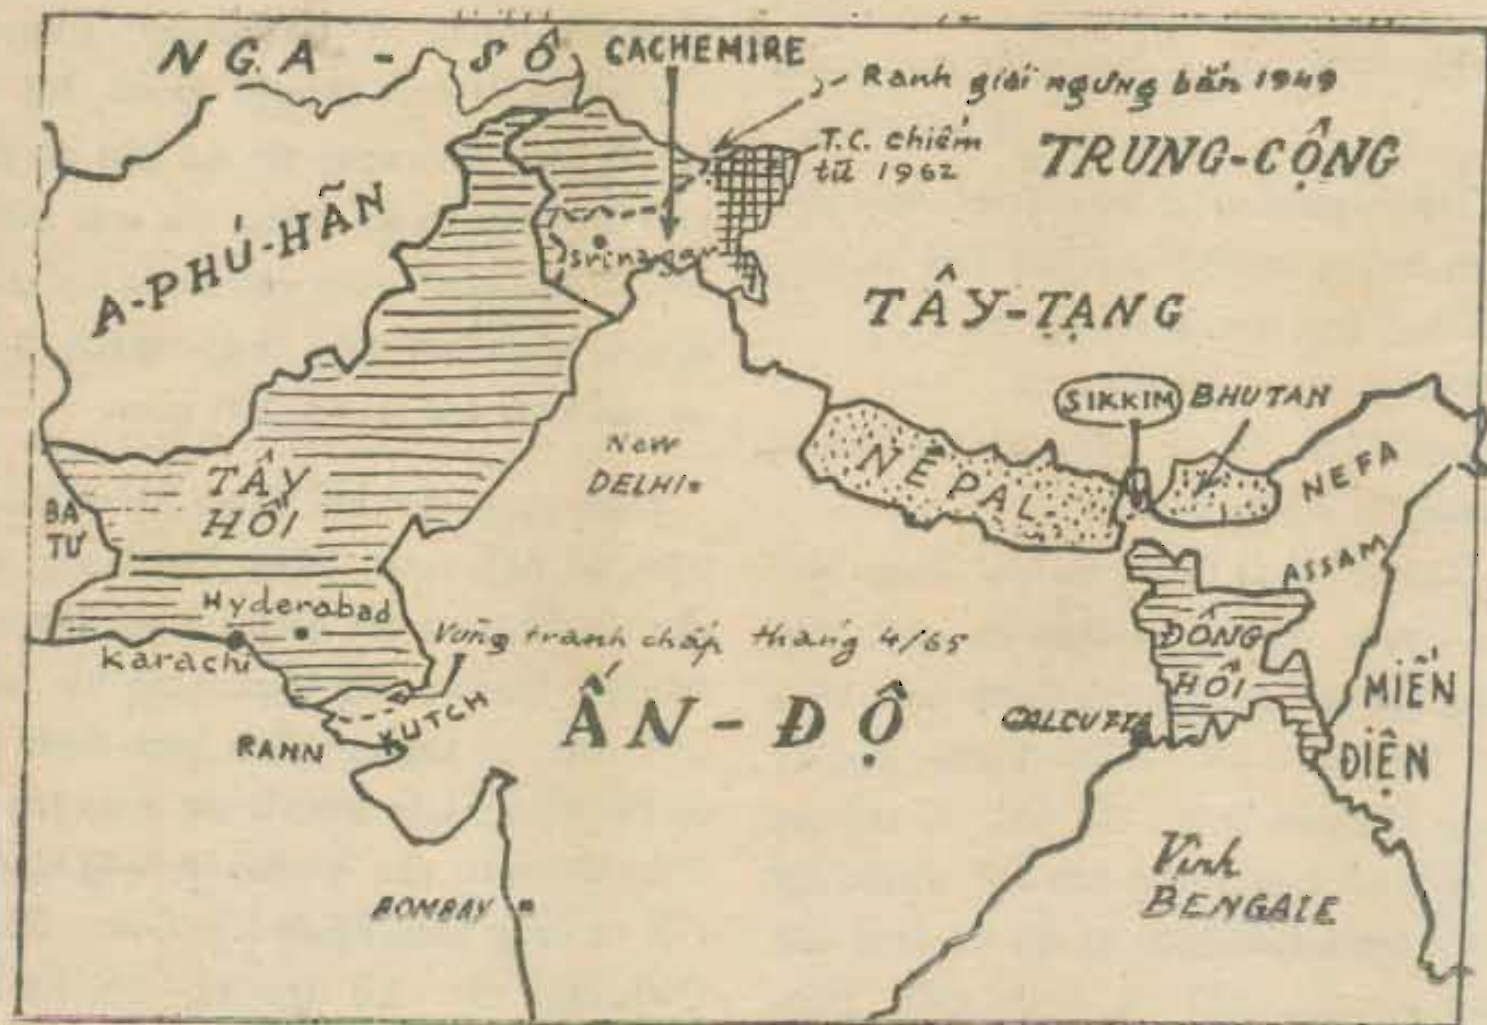 NGA - SÔ
CACHEMIRE
Ranh giới ngưng bắn 1949
T.C. chiếm
từ 1962
TRUNG-CỘNG
A-PHÚ-HÃN
Srinagar
TÂY-TẠNG
SIKKIM
BHUTAN
New
DELHI
NÉPAL
NEFA
TÂY
HỒI
BA
TƯ
ASSAM
Hyderabad
Karachi
Vùng tranh chấp tháng 4/65
ĐÔNG
HỒI
MIẾN
ĐIỆN
RANN
KUTCH
ẤN-ĐỘ
CALCUTTA
Vịnh
BENGALE
BOMBAY